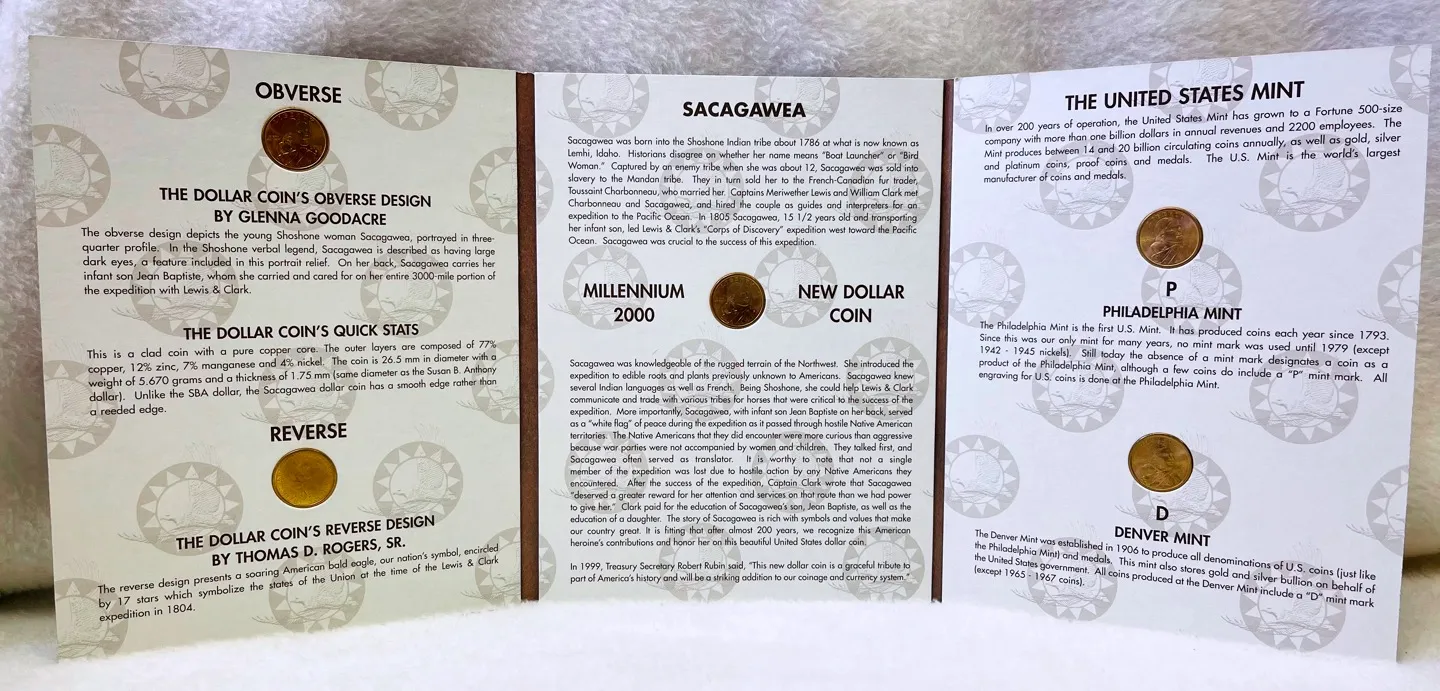 OBVERSE
THE DOLLAR COIN'S OBVERSE DESIGN
BY GLENNA GOODACRE
The obverse design depicts the young Shoshone woman Sacagawea, portrayed in three-
quarter profile. In the Shoshone verbal legend, Sacagawea is described as having large
dark eyes, a feature included in this portrait relief. On her back, Sacagawea carries her
infant son Jean Baptiste, whom she carried and cared for on her entire 3000-mile portion of
the expedition with Lewis & Clark.
THE DOLLAR COIN'S QUICK STATS
This is a clad coin with a pure copper core. The outer layers are composed of 77%
copper, 12% zinc, 7% manganese and 4% nickel. The coin is 26.5 mm in diameter with a
weight of 5.670 grams and a thickness of 1.75 mm (same diameter as the Susan B. Anthony
dollar). Unlike the SBA dollar, the Sacagawea dollar coin has a smooth edge rather than
a reeded edge.
REVERSE
THE DOLLAR COIN'S REVERSE DESIGN
BY THOMAS D. ROGERS, SR.
The reverse design presents a soaring American bald eagle, our nation's symbol, encircled
by 17 stars which symbolize the states of the Union at the time of the Lewis & Clark
expedition in 1804.
SACAGAWEA
Sacagawea was born into the Shoshone Indian tribe about 1786 at what is now known as
Lemhi, Idaho. Historians disagree on whether her name means "Boat Launcher" or "Bird
Woman." Captured by an enemy tribe when she was about 12, Sacagawea was sold into
slavery to the Mandan tribe. They in turn sold her to the French-Canadian fur trader,
Toussaint Charbonneau, who married her. Captains Meriwether Lewis and William Clark met
Charbonneau and Sacagawea, and hired the couple as guides and interpreters for an
expedition to the Pacific Ocean. In 1805 Sacagawea, 15 1/2 years old and transporting
her infant son, led Lewis & Clark's "Corps of Discovery" expedition west toward the Pacific
Ocean. Sacagawea was crucial to the success of this expedition.
MILLENNIUM
2000
NEW DOLLAR
COIN
Sacagawea was knowledgeable of the rugged terrain of the Northwest. She introduced the
expedition to edible roots and plants previously unknown to Americans. Sacagawea knew
several Indian languages as well as French. Being Shoshone, she could help Lewis & Clark
communicate and trade with various tribes for horses that were critical to the success of the
expedition. More importantly, Sacagawea, with infant son Jean Baptiste on her back, served
as a "white flag" of peace during the expedition as it passed through hostile Native American
territories. The Native Americans that they did encounter were more curious than aggressive
because war parties were not accompanied by women and children. They talked first, and
Sacagawea often served as translator. It is worthy to note that not a single
member of the expedition was lost due to hostile action by any Native Americans they
encountered. After the success of the expedition, Captain Clark wrote that Sacagawea
"deserved a greater reward for her attention and services on that route than we had power
to give her." Clark paid for the education of Sacagawea's son, Jean Baptiste, as well as the
education of a daughter. The story of Sacagawea is rich with symbols and values that make
our country great. It is fitting that after almost 200 years, we recognize this American
heroine's contributions and honor her on this beautiful United States dollar coin.
In 1999, Treasury Secretary Robert Rubin said, "This new dollar coin is a graceful tribute to
part of America's history and will be a striking addition to our coinage and currency system."
THE UNITED STATES MINT
In over 200 years of operation, the United States Mint has grown to a Fortune 500-size
company with more than one billion dollars in annual revenues and 2200 employees. The
Mint produces between 14 and 20 billion circulating coins annually, as well as gold, silver
and platinum coins, proof coins and medals. The U.S. Mint is the world's largest
manufacturer of coins and medals.
P
PHILADELPHIA MINT
The Philadelphia Mint is the first U.S. Mint. It has produced coins each year since 1793.
Since this was our only mint for many years, no mint mark was used until 1979 (except
1942 - 1945 nickels). Still today the absence of a mint mark designates a coin as a
product of the Philadelphia Mint, although a few coins do include a "P" mint mark. All
engraving for U.S. coins is done at the Philadelphia Mint.
D
DENVER MINT
The Denver Mint was established in 1906 to produce all denominations of U.S. coins (just like
the Philadelphia Mint) and medals. This mint also stores gold and silver bullion on behalf of
the United States government. All coins produced at the Denver Mint include a "D" mint mark
(except 1965 - 1967 coins).